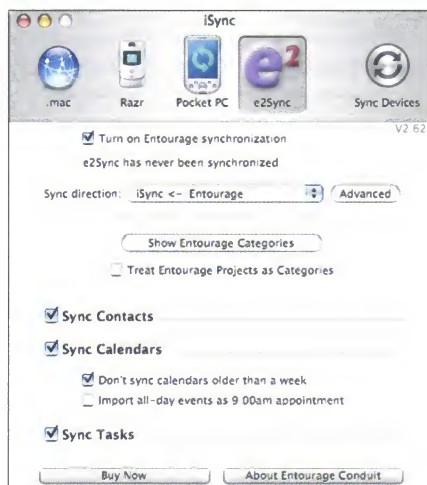 iSync
e2
.mac Razr Pocket PC e2Sync Sync Devices
V2 62
Turn on Entourage synchronization
e2Sync has never been synchronized
Sync direction: iSync <- Entourage Advanced
Show Entourage Categories
Treat Entourage Projects as Categories
Sync Contacts
Sync Calendars
Don't sync calendars older than a week
Import all-day events as 9 00am appointment
Sync Tasks
Buy Now About Entourage Conduit